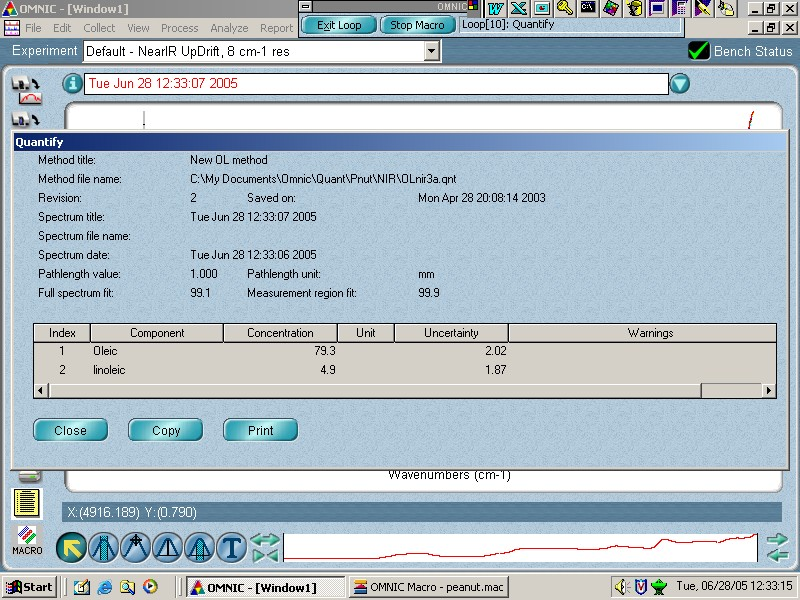 OMNIC - [Window1]
OMNIC
File Edit Collect View Process Analyze Report
Exit Loop Stop Macro Loop[10]: Quantify
Experiment Default - NearIR UpDrift, 8 cm-1 res Bench Status
Tue Jun 28 12:33:07 2005
Quantify
Method title: New OL method
Method file name: C:\My Documents\Omnic\Quant\Pnut\NIR\OLnir3a.qnt
Revision: 2 Saved on: Mon Apr 28 20:08:14 2003
Spectrum title: Tue Jun 28 12:33:07 2005
Spectrum file name:
Spectrum date: Tue Jun 28 12:33:06 2005
Pathlength value: 1.000 Pathlength unit: mm
Full spectrum fit: 99.1 Measurement region fit: 99.9
Index Component Concentration Unit Uncertainty Warnings
1 Oleic 79.3 2.02
2 linoleic 4.9 1.87
Close Copy Print
Wavenumbers (cm-1)
X:(4916.189) Y:(0.790)
MACRO
T
Start OMNIC - [Window1] OMNIC Macro - peanut.mac Tue, 06/28/05 12:33:15